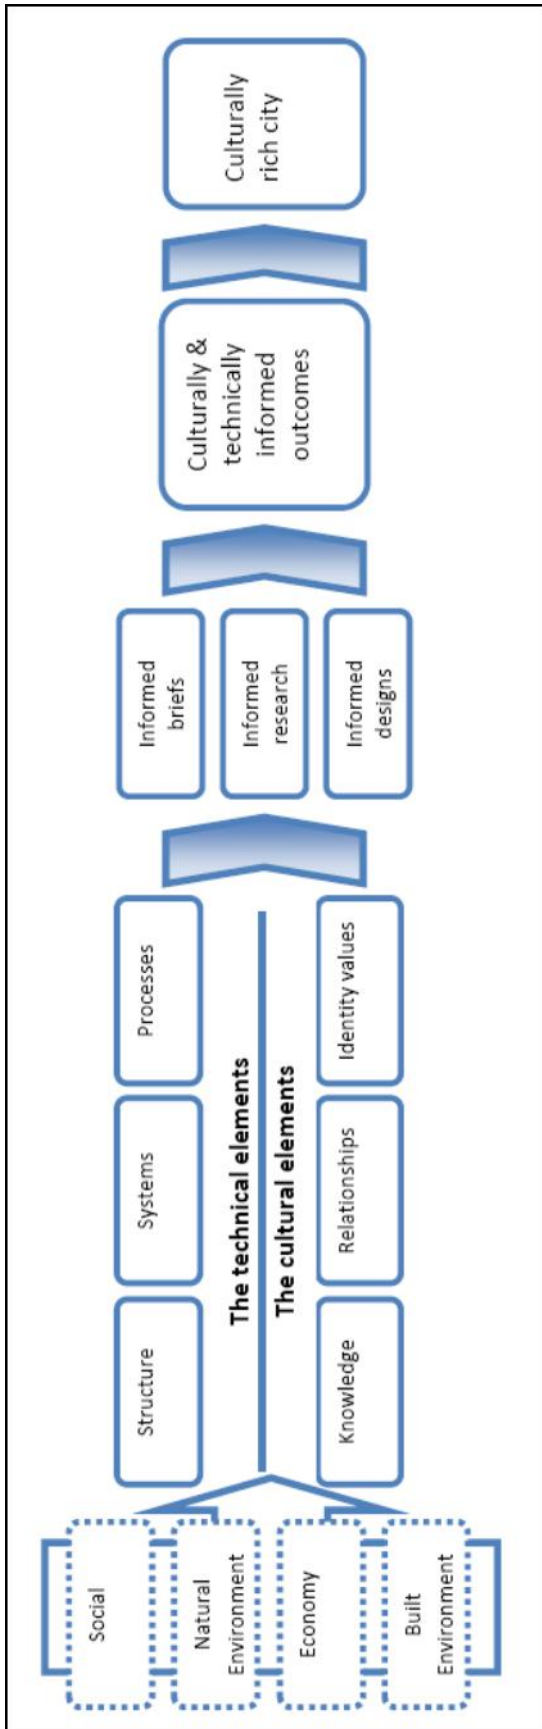 Social
Natural
Environment
Economy
Built
Environment
Structure
Systems
Processes
The technical elements
The cultural elements
Knowledge
Relationships
Identity values
Informed
briefs
Informed
research
Informed
designs
Culturally &
technically
informed
outcomes
Culturally
rich city